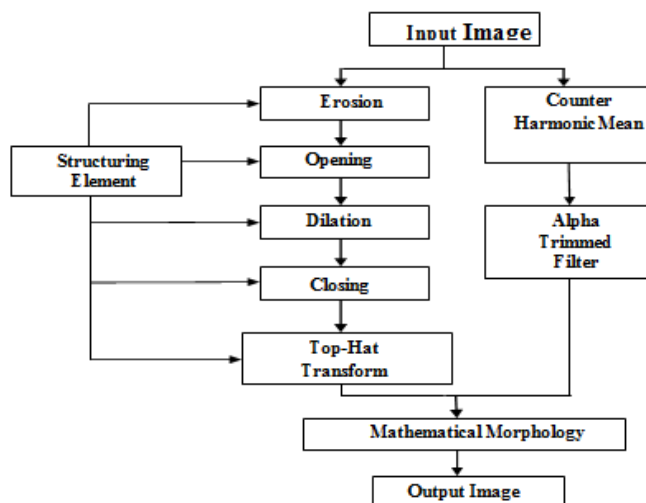 Input Image
Erosion
Counter
Harmonic Mean
Structuring
Element
Opening
Dilation
Alpha
Trimmed
Filter
Closing
Top-Hat
Transform
Mathematical Morphology
Output Image